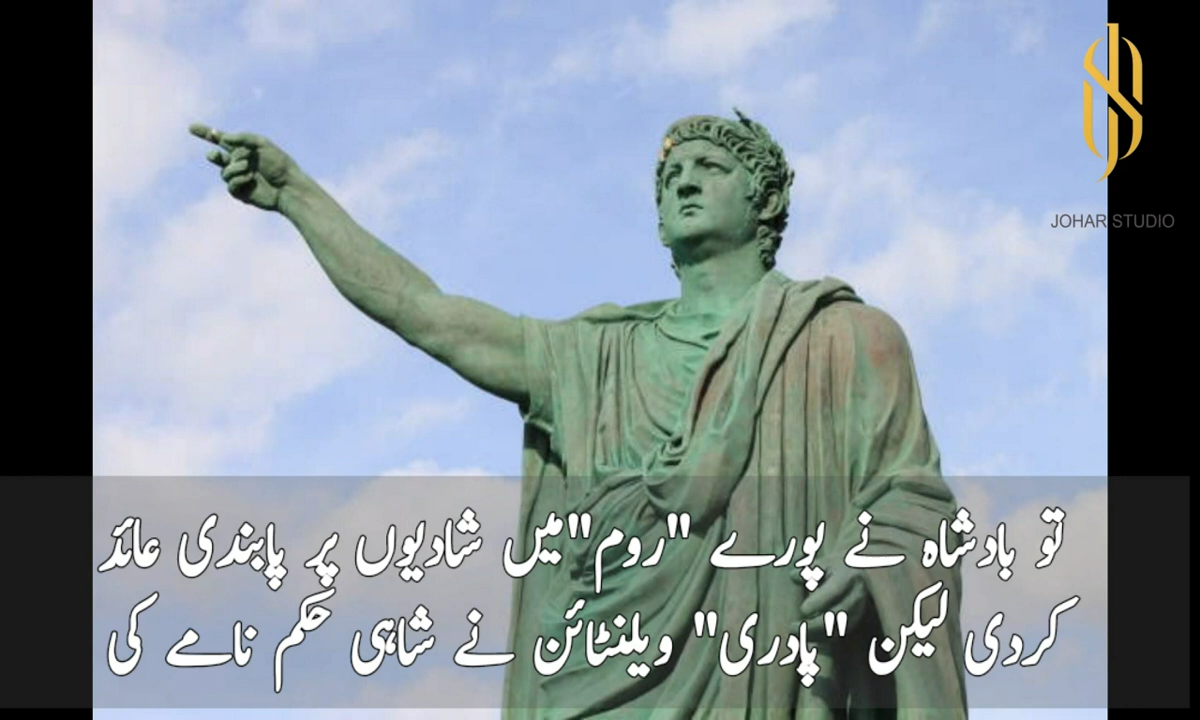 JOHAR STUDIO
تو بادشاہ نے پورے "روم"میں شادیوں پر پابندی عائد
کردی لیکن "پادری" ویلنٹائن نے شاہی حکم نامے کی